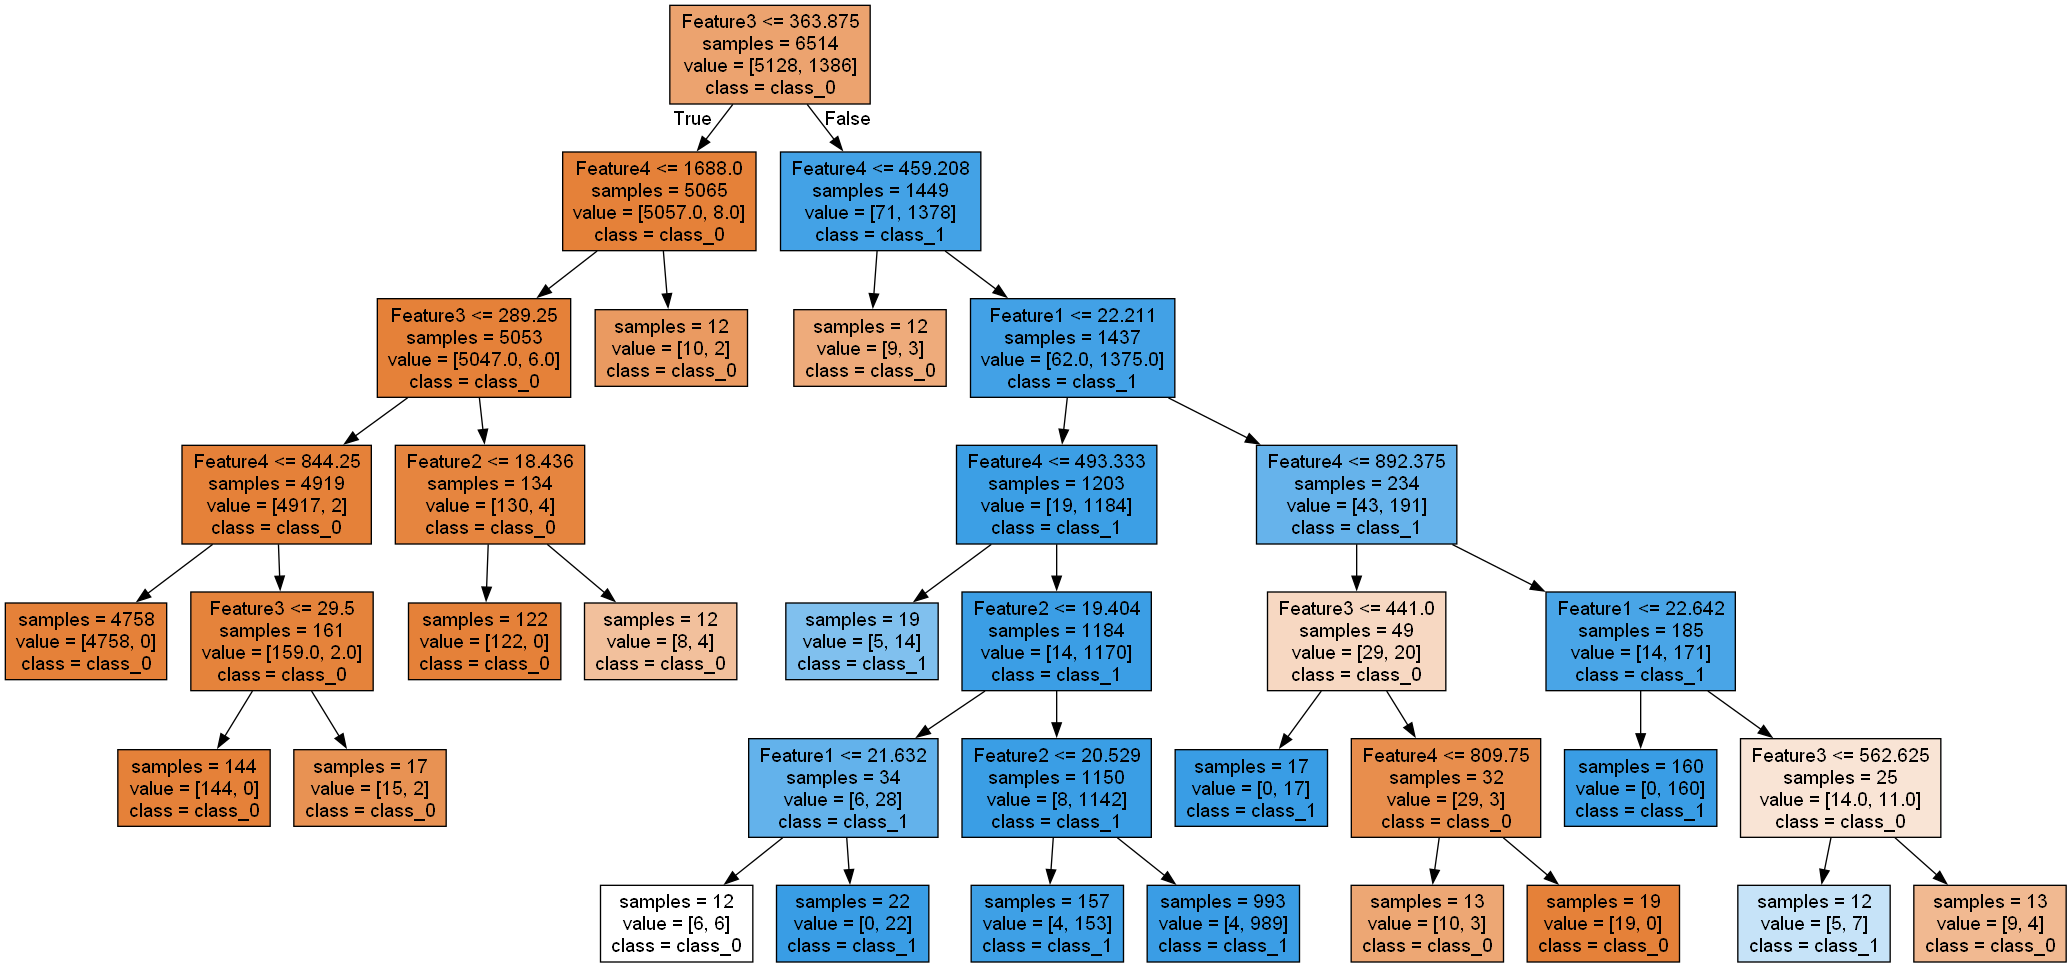 Feature3 <= 363.875
samples = 6514
value = [5128, 1386]
class = class_0
True
False
Feature4 <= 1688.0
samples = 5065
value = [5057.0, 8.0]
class = class_0
Feature4 <= 459.208
samples = 1449
value = [71, 1378]
class = class_1
Feature3 <= 289.25
samples = 5053
value = [5047.0, 6.0]
class = class_0
samples = 12
value = [10, 2]
class = class_0
samples = 12
value = [9, 3]
class = class_0
Feature1 <= 22.211
samples = 1437
value = [62.0, 1375.0]
class = class_1
Feature4 <= 844.25
samples = 4919
value = [4917, 2]
class = class_0
Feature2 <= 18.436
samples = 134
value = [130, 4]
class = class_0
Feature4 <= 493.333
samples = 1203
value = [19, 1184]
class = class_1
Feature4 <= 892.375
samples = 234
value = [43, 191]
class = class_1
samples = 4758
value = [4758, 0]
class = class_0
Feature3 <= 29.5
samples = 161
value = [159.0, 2.0]
class = class_0
samples = 122
value = [122, 0]
class = class_0
samples = 12
value = [8, 4]
class = class_0
samples = 19
value = [5, 14]
class = class_1
Feature2 <= 19.404
samples = 1184
value = [14, 1170]
class = class_1
Feature3 <= 441.0
samples = 49
value = [29, 20]
class = class_0
Feature1 <= 22.642
samples = 185
value = [14, 171]
class = class_1
samples = 144
value = [144, 0]
class = class_0
samples = 17
value = [15, 2]
class = class_0
Feature1 <= 21.632
samples = 34
value = [6, 28]
class = class_1
Feature2 <= 20.529
samples = 1150
value = [8, 1142]
class = class_1
samples = 17
value = [0, 17]
class = class_1
Feature4 <= 809.75
samples = 32
value = [29, 3]
class = class_0
samples = 160
value = [0, 160]
class = class_1
Feature3 <= 562.625
samples = 25
value = [14.0, 11.0]
class = class_0
samples = 12
value = [6, 6]
class = class_0
samples = 22
value = [0, 22]
class = class_1
samples = 157
value = [4, 153]
class = class_1
samples = 993
value = [4, 989]
class = class_1
samples = 13
value = [10, 3]
class = class_0
samples = 19
value = [19, 0]
class = class_0
samples = 12
value = [5, 7]
class = class_1
samples = 13
value = [9, 4]
class = class_0